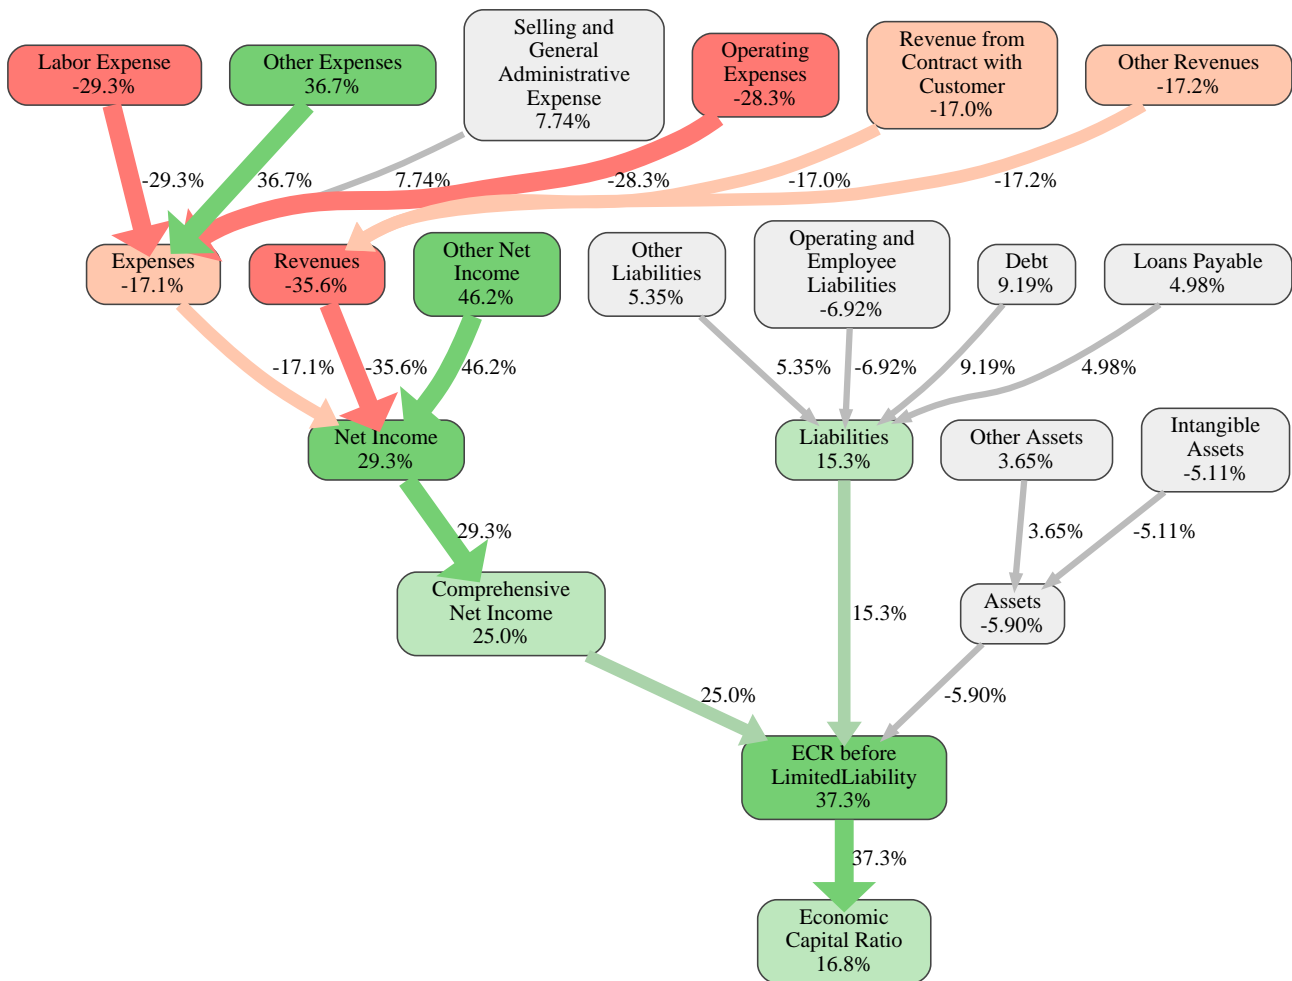 Labor Expense
-29.3%
Other Expenses
36.7%
Selling and
General
Administrative
Expense
7.74%
Operating
Expenses
-28.3%
Revenue from
Contract with
Customer
-17.0%
Other Revenues
-17.2%
-29.3%
36.7%
7.74%
-28.3%
-17.0%
-17.2%
Expenses
-17.1%
Revenues
-35.6%
Other Net
Income
46.2%
Other
Liabilities
5.35%
Operating and
Employee
Liabilities
-6.92%
Debt
9.19%
Loans Payable
4.98%
-17.1%
-35.6%
46.2%
5.35%
-6.92%
9.19%
4.98%
Net Income
29.3%
Liabilities
15.3%
Other Assets
3.65%
Intangible
Assets
-5.11%
29.3%
3.65%
-5.11%
Comprehensive
Net Income
25.0%
15.3%
Assets
-5.90%
25.0%
-5.90%
ECR before
LimitedLiability
37.3%
37.3%
Economic
Capital Ratio
16.8%